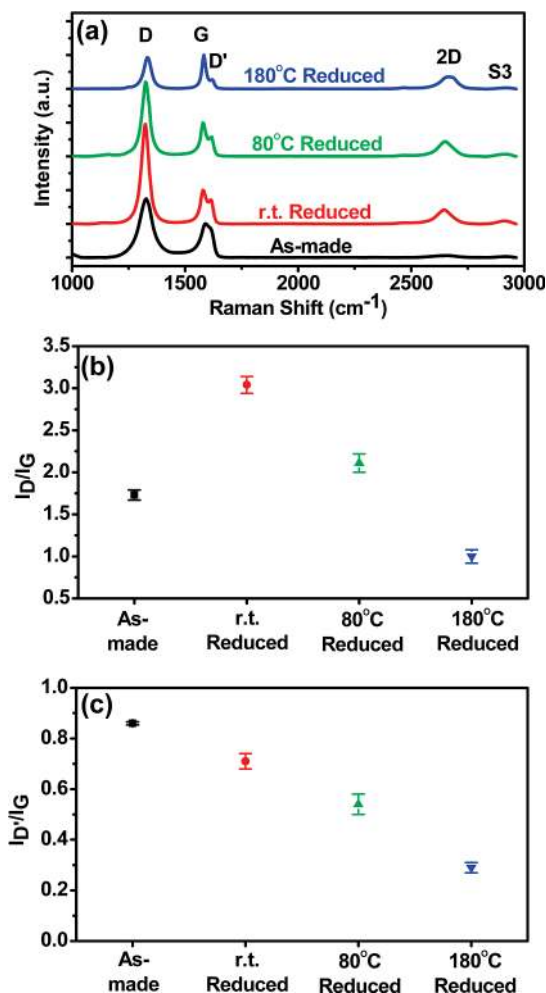 (a)
D
G
D'
2D
S3
180°C Reduced
80°C Reduced
r.t. Reduced
As-made
Intensity (a.u.)
1000 1500 2000 2500 3000
Raman Shift (cm-1)
(b)
3.5
3.0
2.5
2.0
1.5
1.0
0.5
ID/IG
As-
made
r.t.
Reduced
80°C
Reduced
180°C
Reduced
(c)
1.0
0.8
0.6
0.4
0.2
0.0
ID'/IG
As-
made
r.t.
Reduced
80°C
Reduced
180°C
Reduced